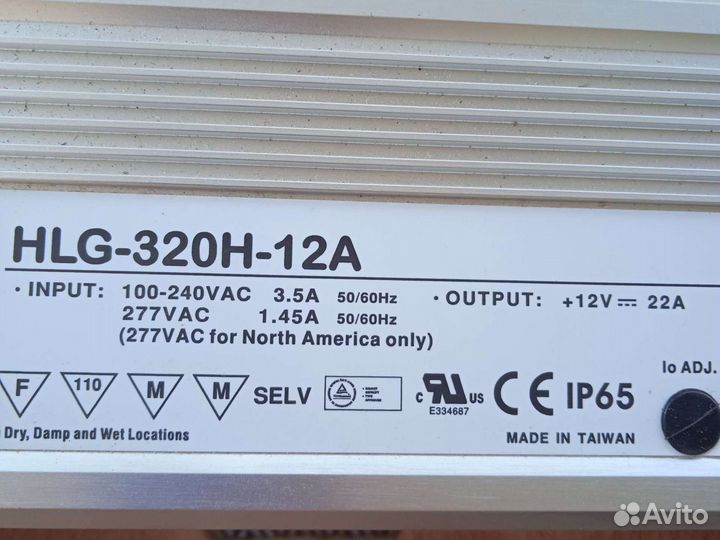 HLG-320H-12A
· INPUT: 100-240VAC 3.5A 50/60Hz
277VAC 1.45A 50/60Hz
(277VAC for North America only)
· OUTPUT: +12V ⎓ 22A
Io ADJ.
F 110 M M SELV
c RU US
E334687
CE IP65
Dry, Damp and Wet Locations
MADE IN TAIWAN
Avito